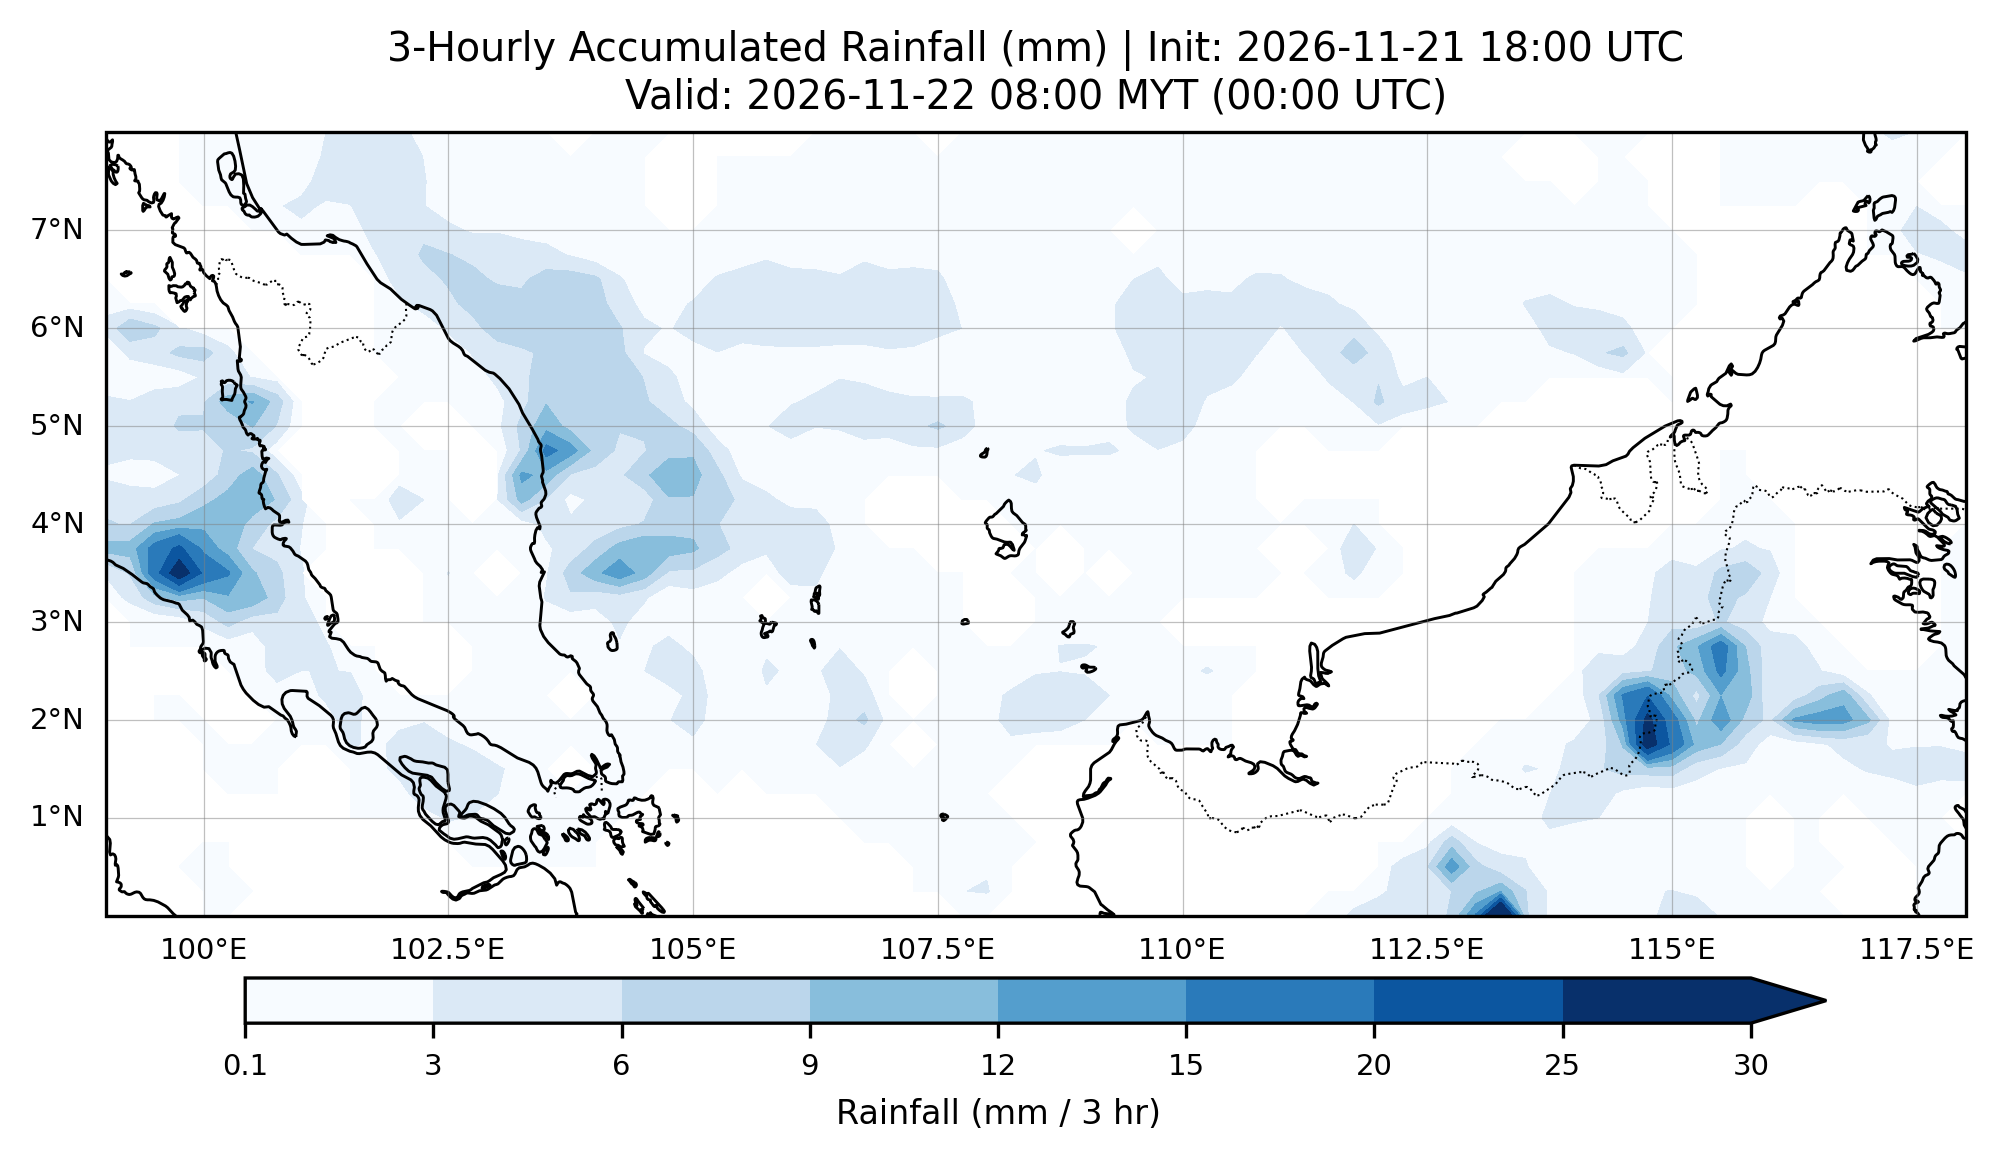 3-Hourly Accumulated Rainfall (mm) | Init: 2026-11-21 18:00 UTC
Valid: 2026-11-22 08:00 MYT (00:00 UTC)
7°N
6°N
5°N
4°N
3°N
2°N
1°N
100°E 102.5°E 105°E 107.5°E 110°E 112.5°E 115°E 117.5°E
0.1 3 6 9 12 15 20 25 30
Rainfall (mm / 3 hr)